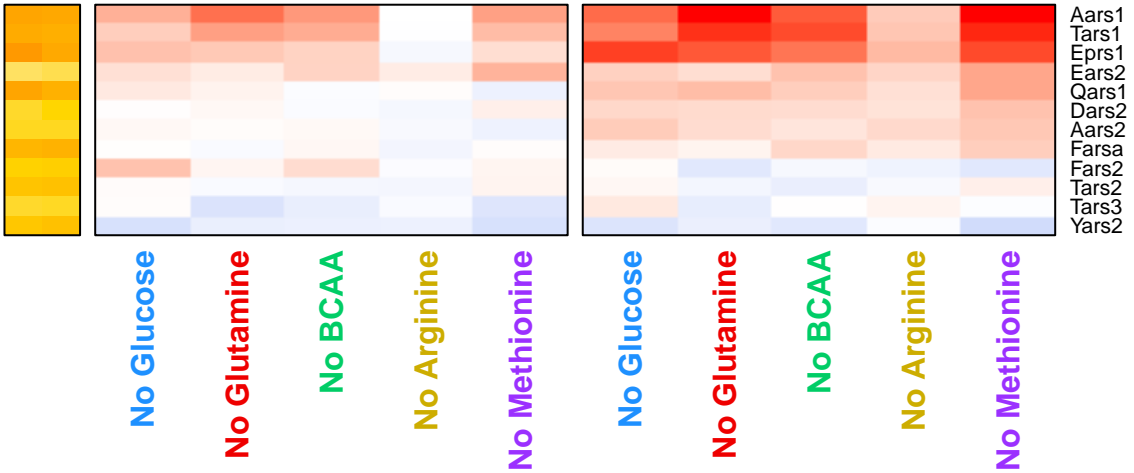 Aars1
Tars1
Eprs1
Ears2
Qars1
Dars2
Aars2
Farsa
Fars2
Tars2
Tars3
Yars2
No Glucose
No Glutamine
No BCAA
No Arginine
No Methionine
No Glucose
No Glutamine
No BCAA
No Arginine
No Methionine